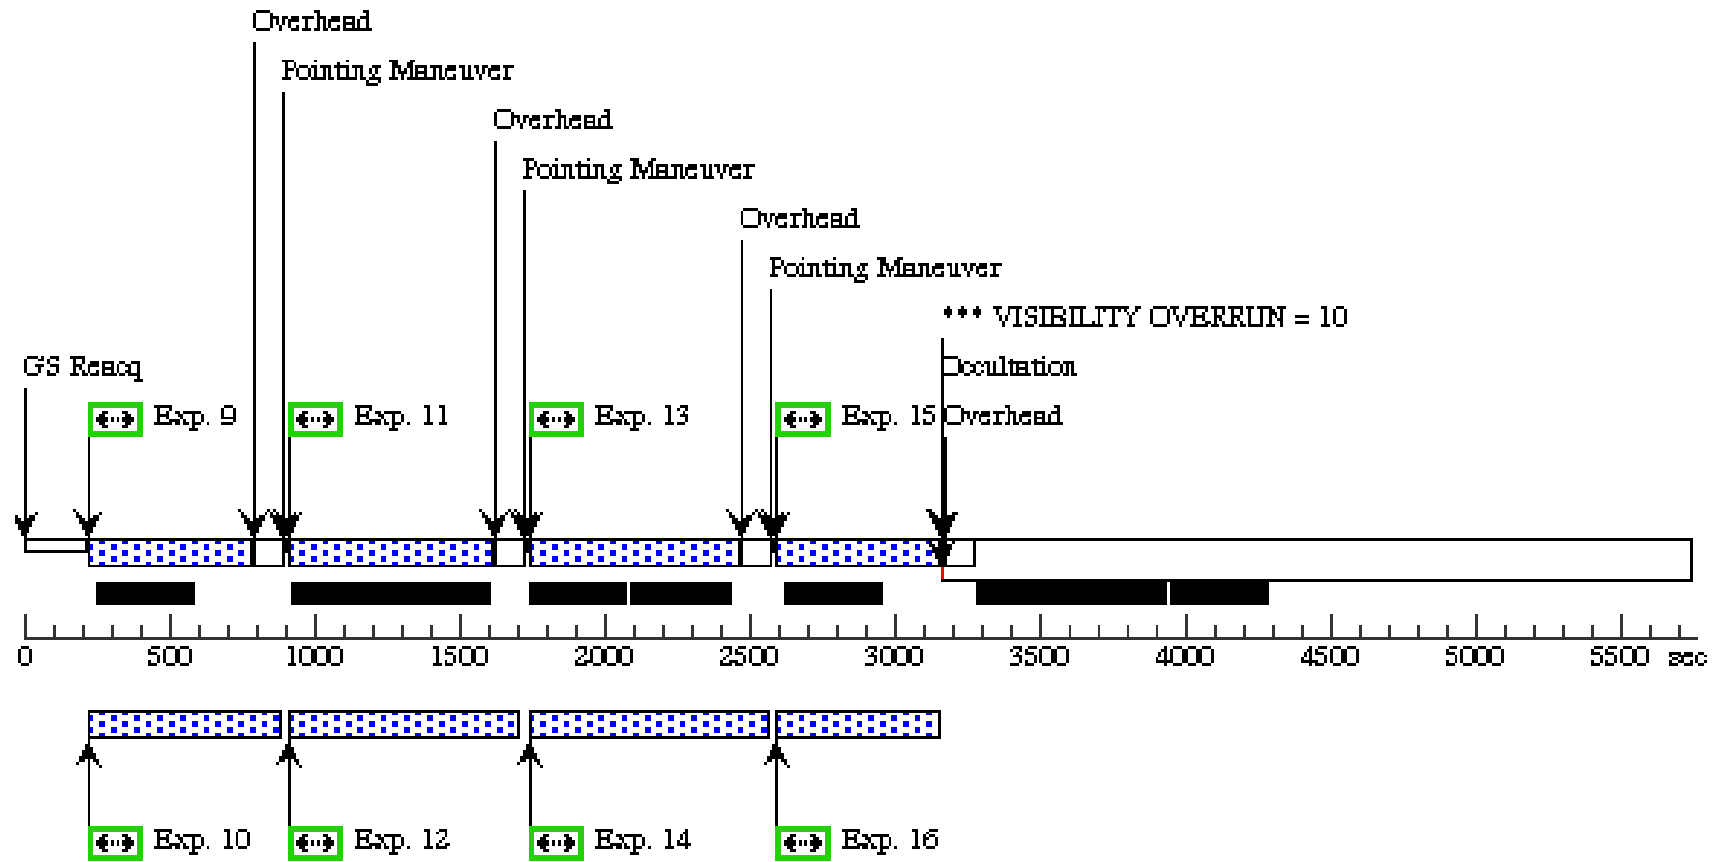 Overhead
Pointing Maneuver
Overhead
Pointing Maneuver
Overhead
Pointing Maneuver
*** VISIBILITY OVERRUN = 10
GS Reacq
Occultation
Exp. 9
Exp. 11
Exp. 13
Exp. 15
Overhead
0 500 1000 1500 2000 2500 3000 3500 4000 4500 5000 5500 sec
Exp. 10
Exp. 12
Exp. 14
Exp. 16